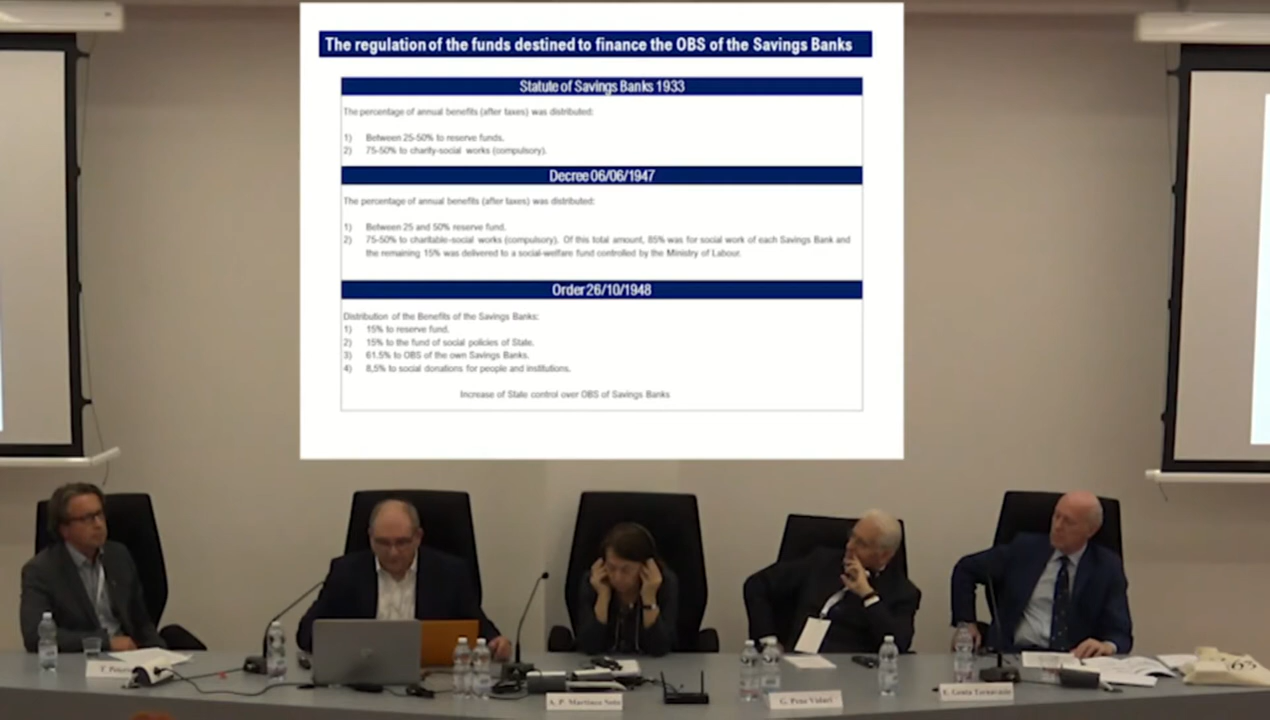 The regulation of the funds destined to finance the OBS of the Savings Banks
Statute of Savings Banks 1933
The percentage of annual benefits (after taxes) was distributed:
1) Between 25-50% to reserve funds.
2) 75-50% to charity-social works (compulsory).
Decree 06/06/1947
The percentage of annual benefits (after taxes) was distributed:
1) Between 25 and 50% reserve fund.
2) 75-50% to charitable-social works (compulsory). Of this total amount, 85% was for social work of each Savings Bank and
the remaining 15% was delivered to a social-welfare fund controlled by the Ministry of Labour.
Order 26/10/1948
Distribution of the Benefits of the Savings Banks:
1) 15% to reserve fund.
2) 15% to the fund of social policies of State.
3) 61.5% to OBS of the own Savings Banks.
4) 8,5% to social donations for people and institutions.
Increase of State control over OBS of Savings Banks
A. P. Martínez Soto
G. Pene Vidari